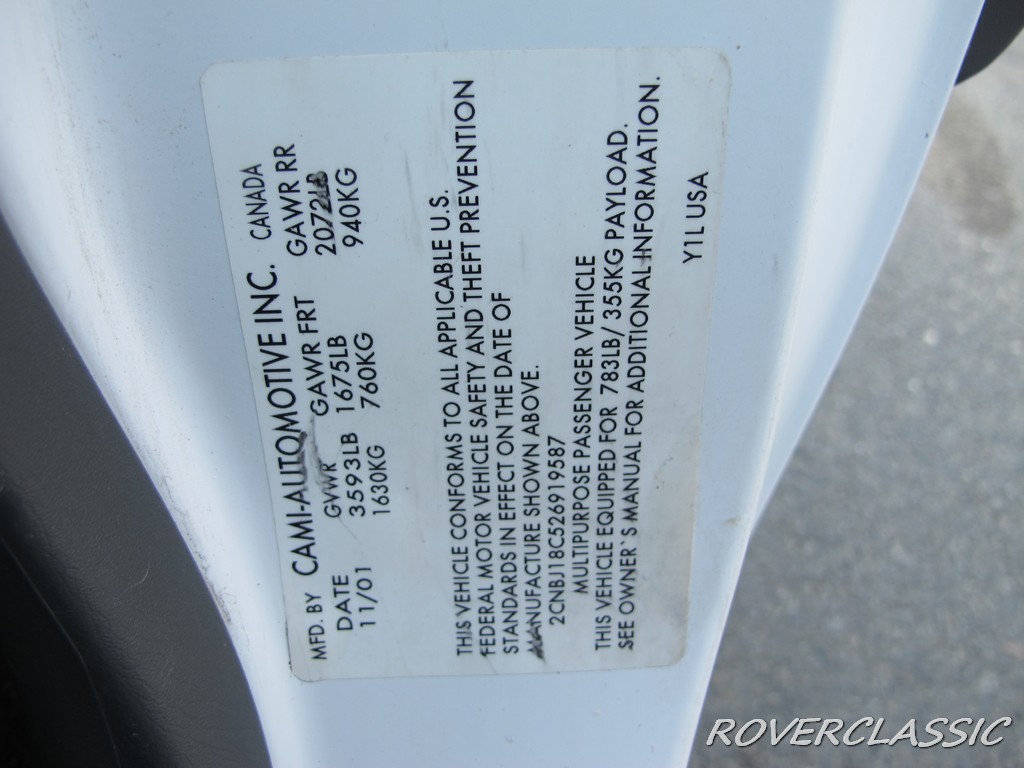 MFD. BY CAMI-AUTOMOTIVE INC. CANADA
DATE GVWR GAWR FRT GAWR RR
11/01 3593LB 1675LB 2072LB
1630KG 760KG 940KG
THIS VEHICLE CONFORMS TO ALL APPLICABLE U.S.
FEDERAL MOTOR VEHICLE SAFETY AND THEFT PREVENTION
STANDARDS IN EFFECT ON THE DATE OF
MANUFACTURE SHOWN ABOVE.
2CNBJ18C526919587
MULTIPURPOSE PASSENGER VEHICLE
THIS VEHICLE EQUIPPED FOR 783LB/ 355KG PAYLOAD.
SEE OWNER`S MANUAL FOR ADDITIONAL INFORMATION.
Y1L USA
ROVERCLASSIC